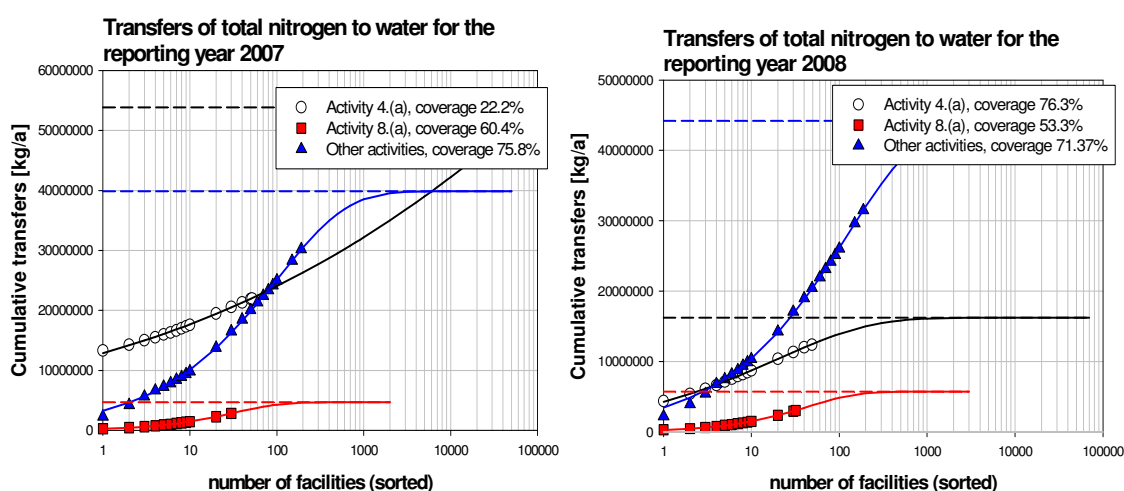 Transfers of total nitrogen to water for the
reporting year 2007
60000000
50000000
40000000
30000000
20000000
10000000
0
Cumulative transfers [kg/a]
Activity 4.(a), coverage 22.2%
Activity 8.(a), coverage 60.4%
Other activities, coverage 75.8%
1
10
100
1000
10000
100000
number of facilities (sorted)
Transfers of total nitrogen to water for the
reporting year 2008
50000000
40000000
30000000
20000000
10000000
0
Cumulative transfers [kg/a]
Activity 4.(a), coverage 76.3%
Activity 8.(a), coverage 53.3%
Other activities, coverage 71.37%
1
10
100
1000
10000
100000
number of facilities (sorted)